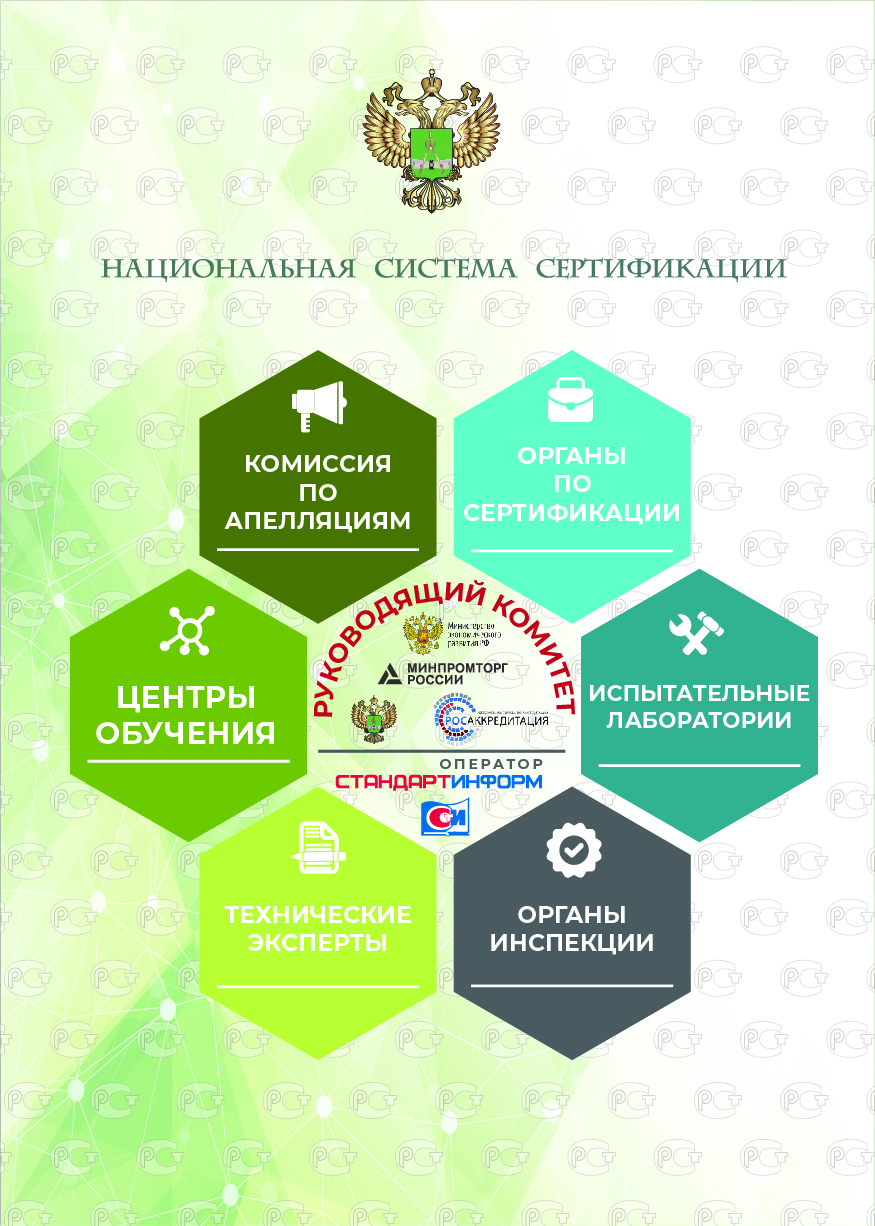 НАЦИОНАЛЬНАЯ СИСТЕМА СЕРТИФИКАЦИИ
КОМИССИЯ
ПО
АПЕЛЛЯЦИЯМ
ОРГАНЫ
ПО
СЕРТИФИКАЦИИ
ЦЕНТРЫ
ОБУЧЕНИЯ
РУКОВОДЯЩИЙ КОМИТЕТ
Министерство
экономического
развития РФ
МИНПРОМТОРГ
РОССИИ
РОСАККРЕДИТАЦИЯ
ОПЕРАТОР
СТАНДАРТИНФОРМ
СИ
ИСПЫТАТЕЛЬНЫЕ
ЛАБОРАТОРИИ
ТЕХНИЧЕСКИЕ
ЭКСПЕРТЫ
ОРГАНЫ
ИНСПЕКЦИИ